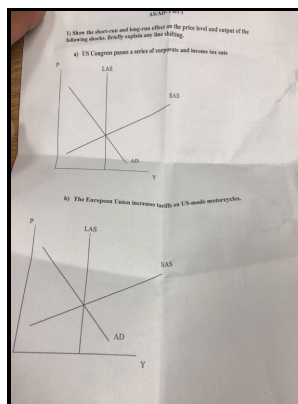 1) Show the short-run and long-run effect on the price level and output of the
following shocks. Briefly explain any line shifting.
a) US Congress passes a series of corporate and income tax cuts
P
LAS
SAS
AD
Y
b) The European Union increases tariffs on US-made motorcycles.
P
LAS
SAS
AD
Y